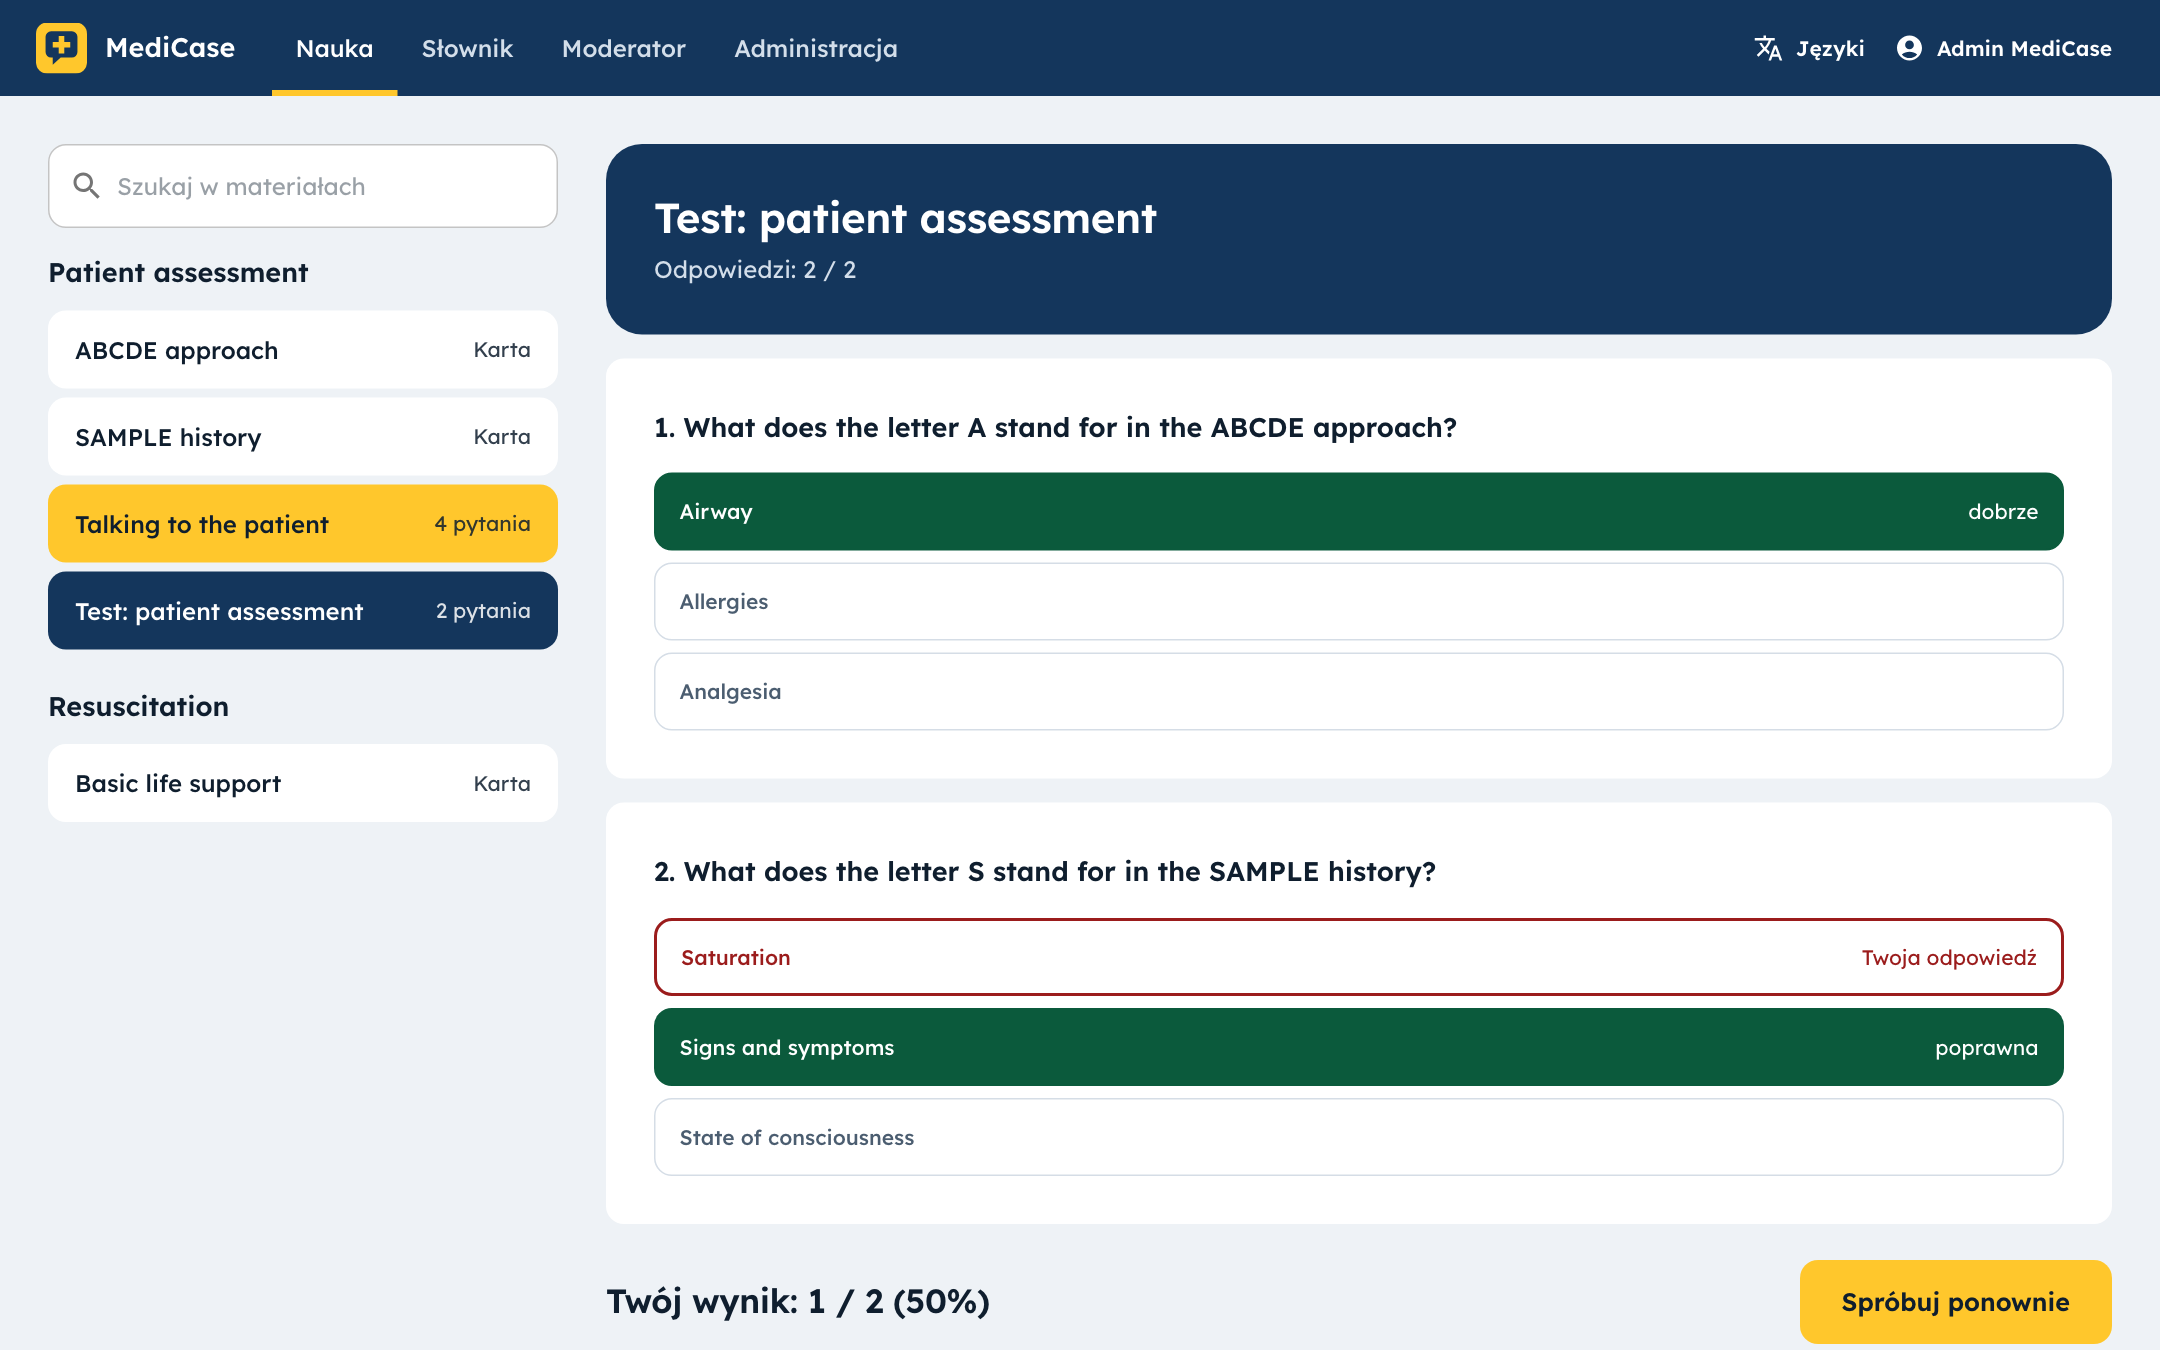 MediCase
Nauka
Słownik
Moderator
Administracja
Języki
Admin MediCase
Szukaj w materiałach
Patient assessment
ABCDE approach Karta
SAMPLE history Karta
Talking to the patient 4 pytania
Test: patient assessment 2 pytania
Resuscitation
Basic life support Karta
Test: patient assessment
Odpowiedzi: 2 / 2
1. What does the letter A stand for in the ABCDE approach?
Airway dobrze
Allergies
Analgesia
2. What does the letter S stand for in the SAMPLE history?
Saturation Twoja odpowiedź
Signs and symptoms poprawna
State of consciousness
Twój wynik: 1 / 2 (50%)
Spróbuj ponownie